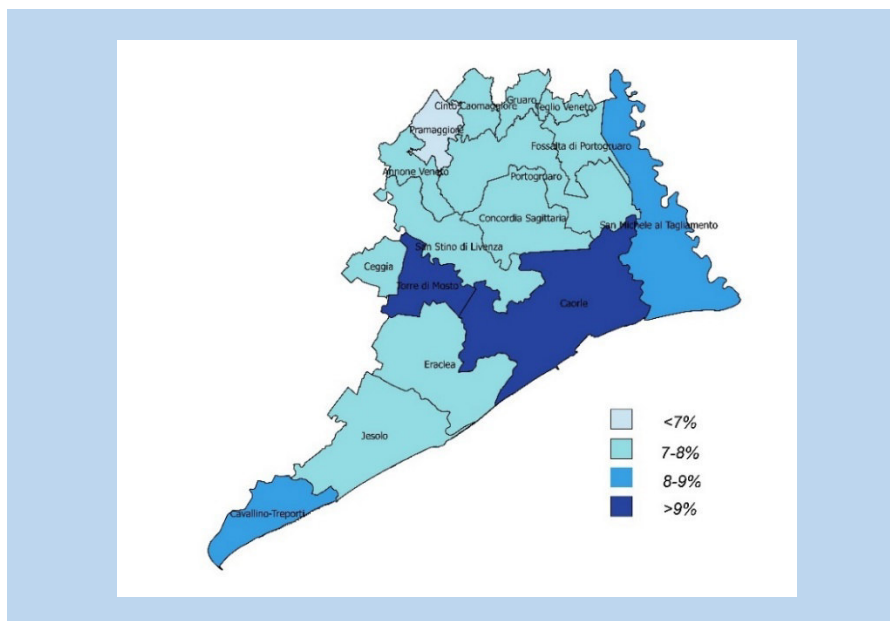 Cinto Caomaggiore
Gruaro
Teglio Veneto
Pramaggiore
Fossalta di Portogruaro
Annone Veneto
Portogruaro
Concordia Sagittaria
San Michele al Tagliamento
San Stino di Livenza
Ceggia
Torre di Mosto
Caorle
Eraclea
Jesolo
Cavallino-Treporti
<7%
7-8%
8-9%
>9%